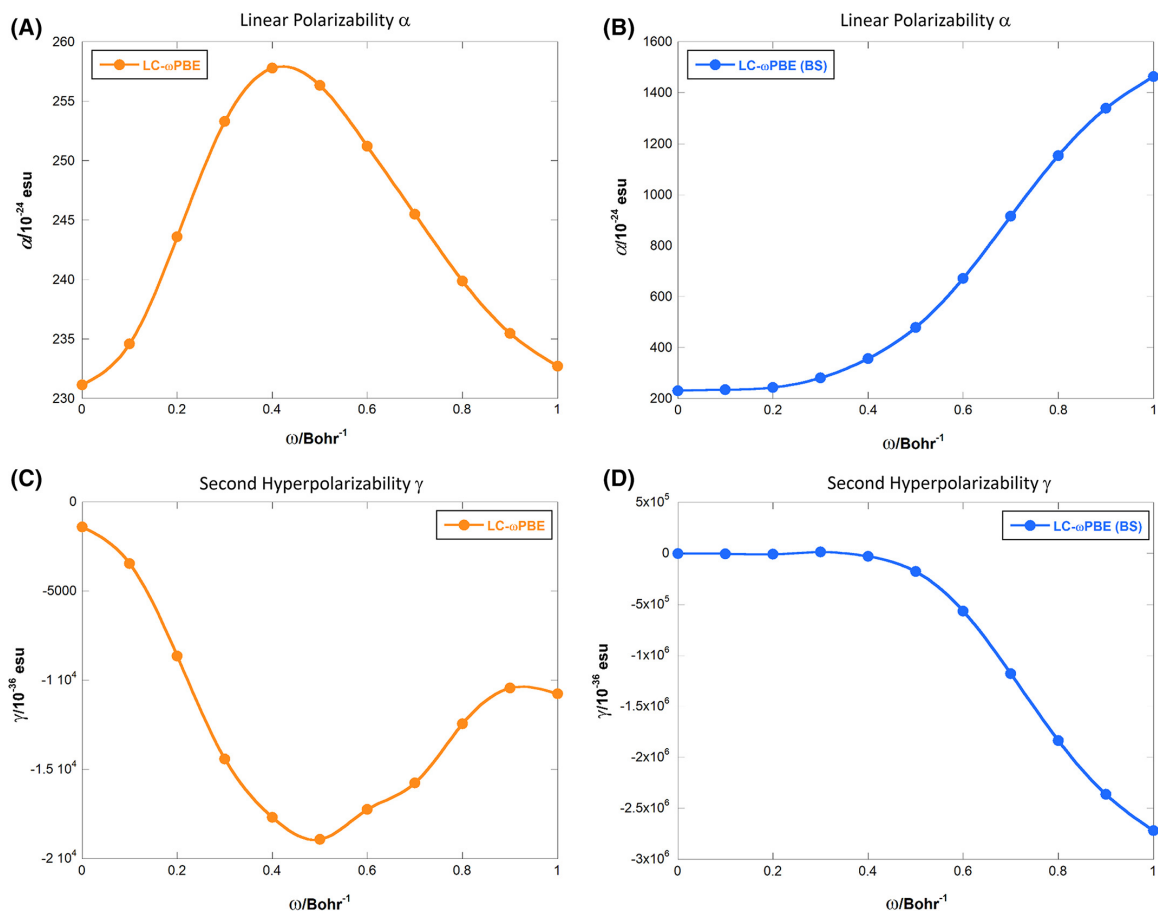 (A)
Linear Polarizability α
260
255
250
245
240
235
230
α/10⁻²⁴ esu
LC-ωPBE
0 0.2 0.4 0.6 0.8 1
ω/Bohr⁻¹
(B)
Linear Polarizability α
1600
1400
1200
1000
800
600
400
200
α/10⁻²⁴ esu
LC-ωPBE (BS)
0 0.2 0.4 0.6 0.8 1
ω/Bohr⁻¹
(C)
Second Hyperpolarizability γ
0
-5000
-1 10⁴
-1.5 10⁴
-2 10⁴
γ/10⁻³⁶ esu
LC-ωPBE
0 0.2 0.4 0.6 0.8 1
ω/Bohr⁻¹
(D)
Second Hyperpolarizability γ
5x10⁵
0
-5x10⁵
-1x10⁶
-1.5x10⁶
-2x10⁶
-2.5x10⁶
-3x10⁶
γ/10⁻³⁶ esu
LC-ωPBE (BS)
0 0.2 0.4 0.6 0.8 1
ω/Bohr⁻¹